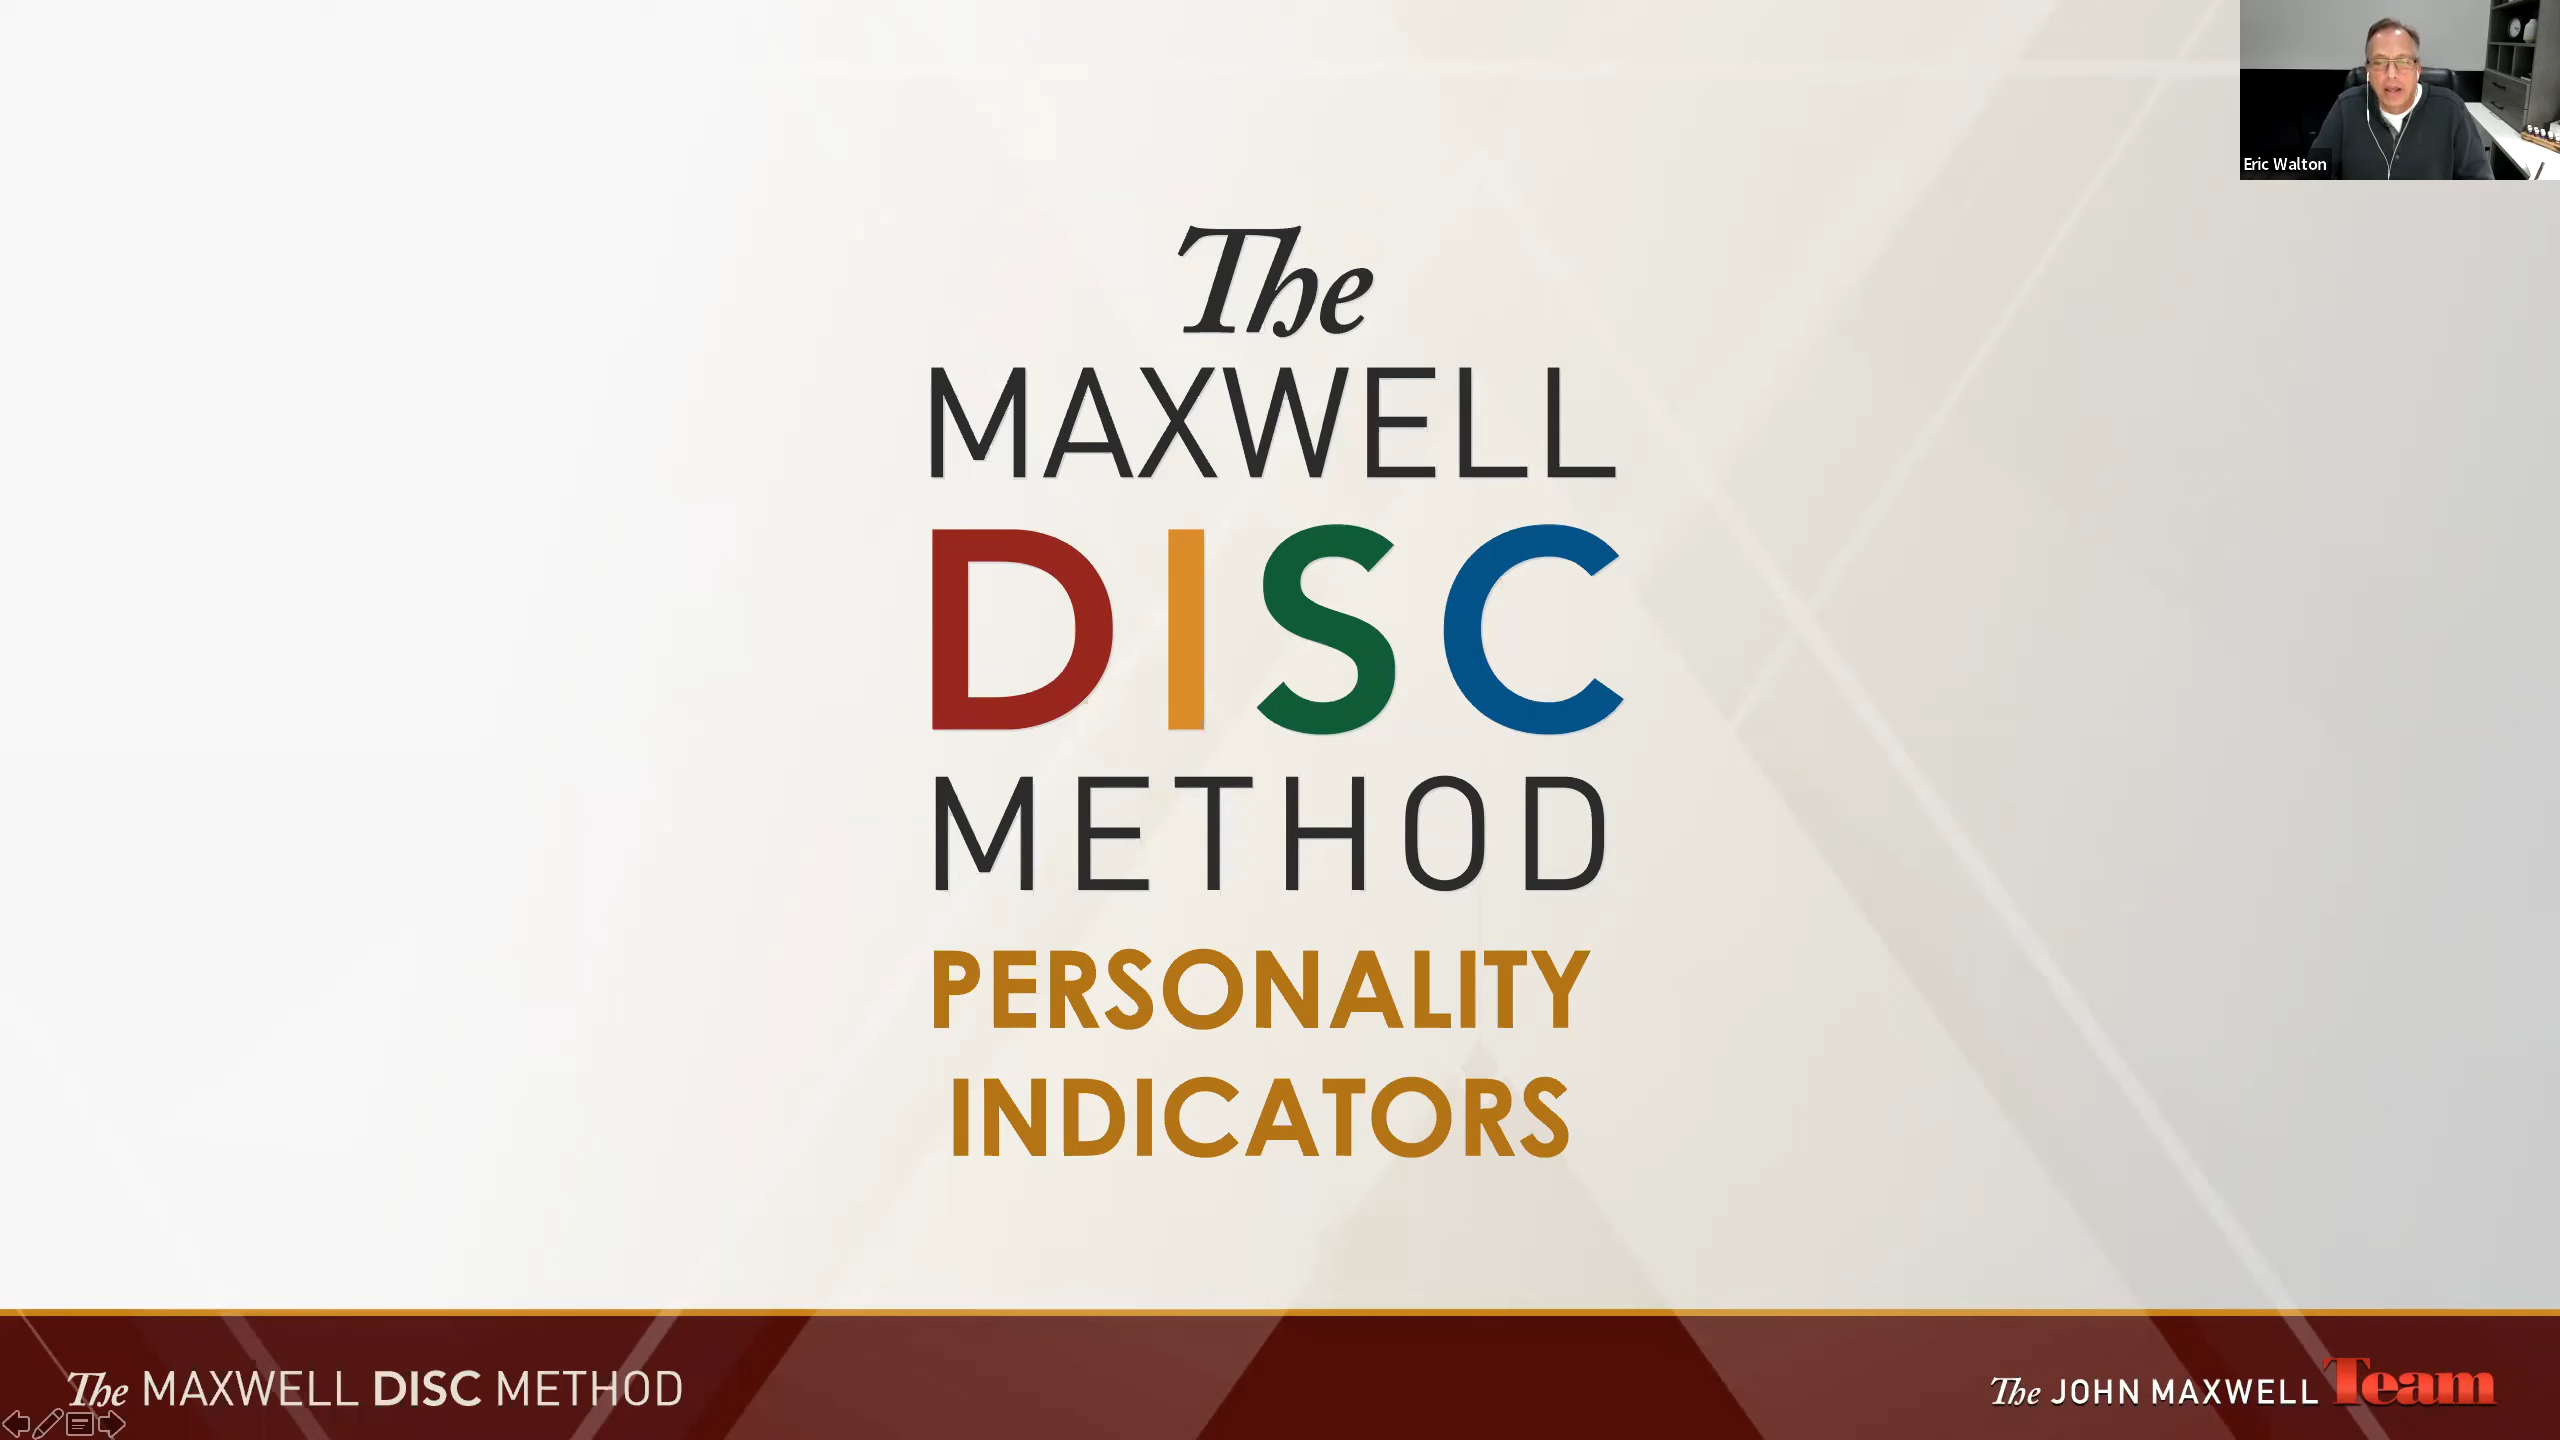 Eric Walton
The
MAXWELL
DISC
METHOD
PERSONALITY
INDICATORS
The MAXWELL DISC METHOD
The JOHN MAXWELL Team